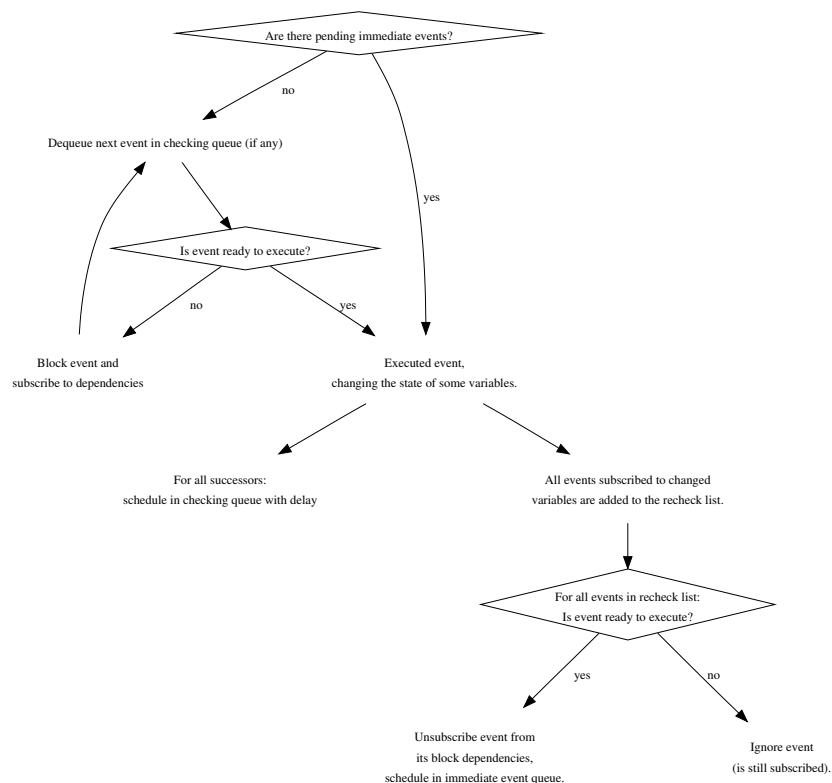 Are there pending immediate events?
no
Dequeue next event in checking queue (if any)
yes
Is event ready to execute?
no
yes
Block event and
subscribe to dependencies
Executed event,
changing the state of some variables.
For all successors:
schedule in checking queue with delay
All events subscribed to changed
variables are added to the recheck list.
For all events in recheck list:
Is event ready to execute?
yes
no
Unsubscribe event from
its block dependencies,
schedule in immediate event queue.
Ignore event
(is still subscribed).